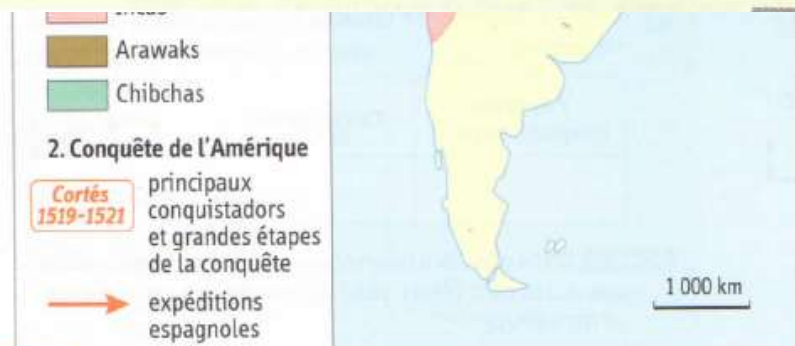 Incas
Arawaks
Chibchas
2. Conquête de l'Amérique
Cortés
1519-1521
principaux
conquistadors
et grandes étapes
de la conquête
expéditions
espagnoles
1 000 km